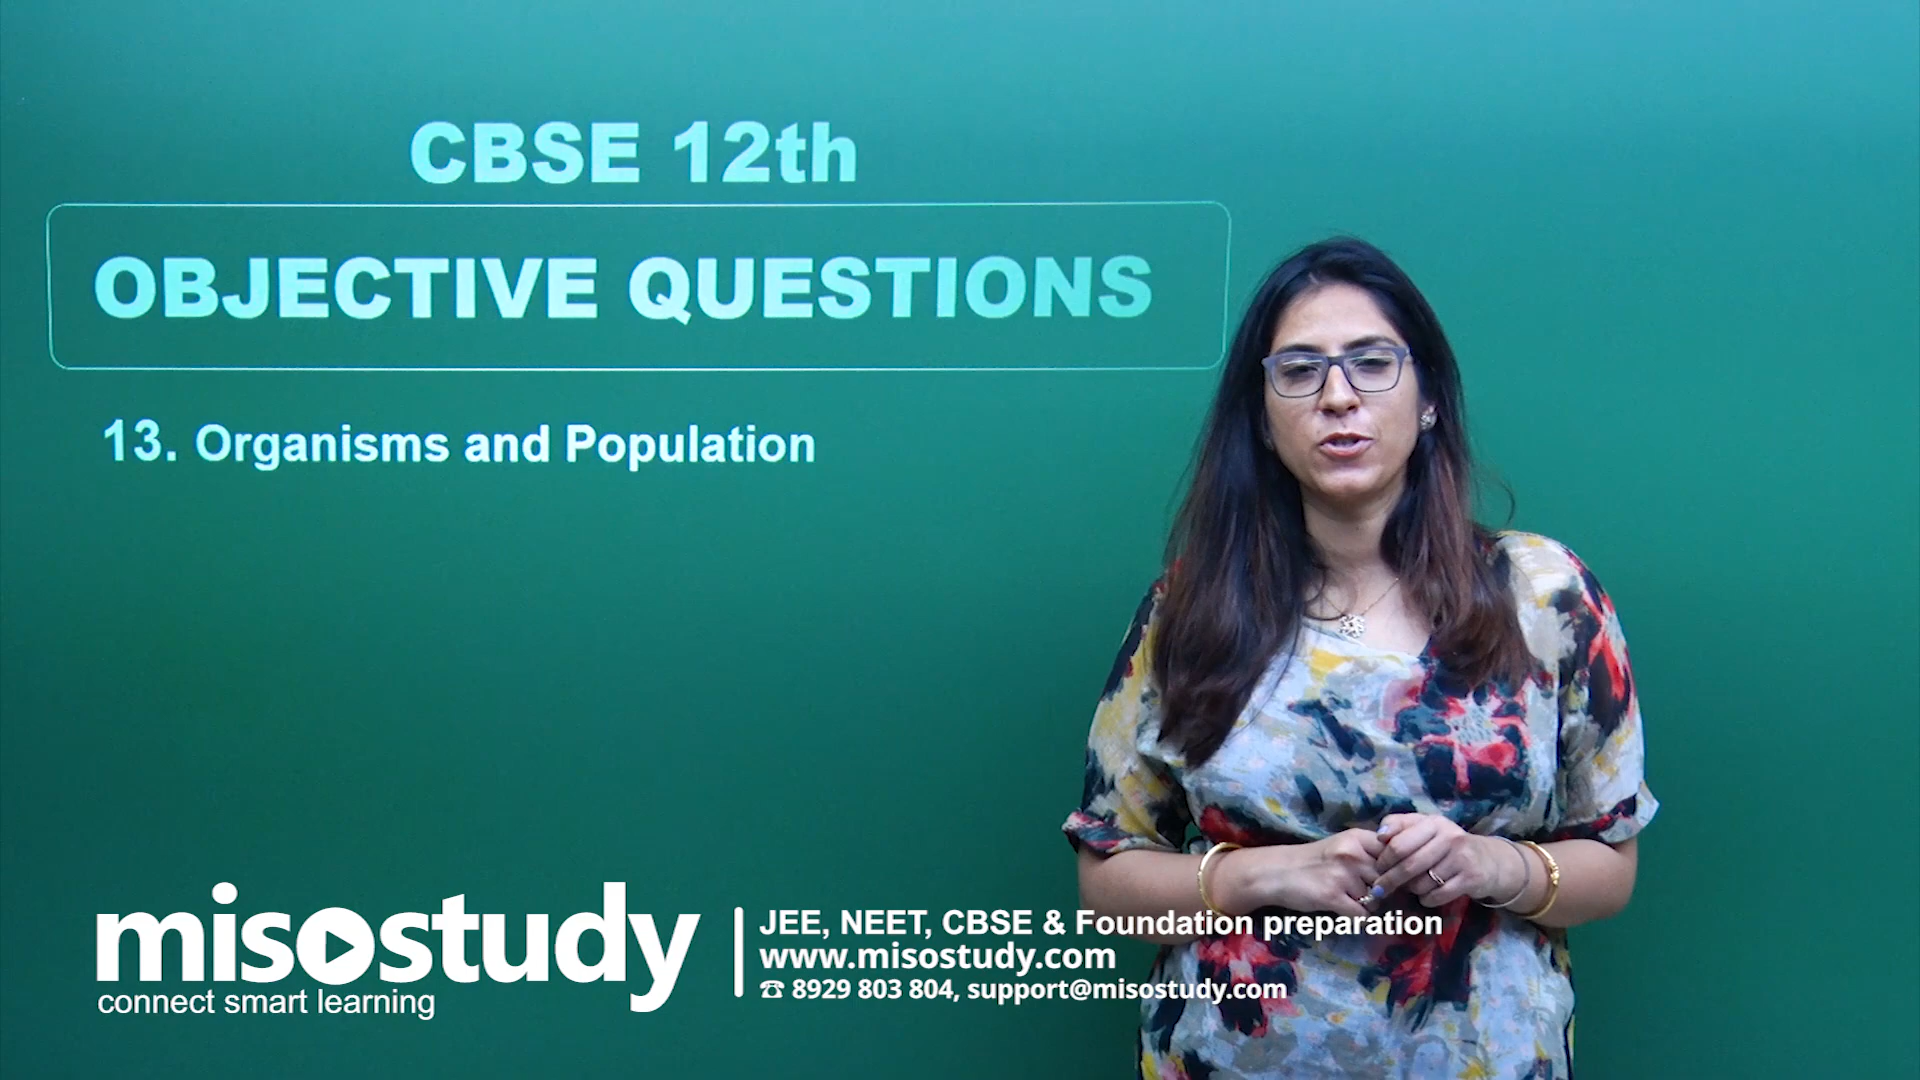 CBSE 12th
OBJECTIVE QUESTIONS
13. Organisms and Population
misostudy
connect smart learning
JEE, NEET, CBSE & Foundation preparation
www.misostudy.com
☎ 8929 803 804, support@misostudy.com